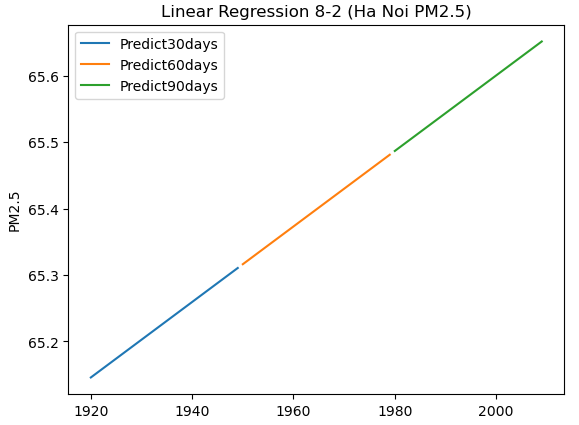 Linear Regression 8-2 (Ha Noi PM2.5)
Predict30days
Predict60days
Predict90days
PM2.5
65.6
65.5
65.4
65.3
65.2
1920 1940 1960 1980 2000